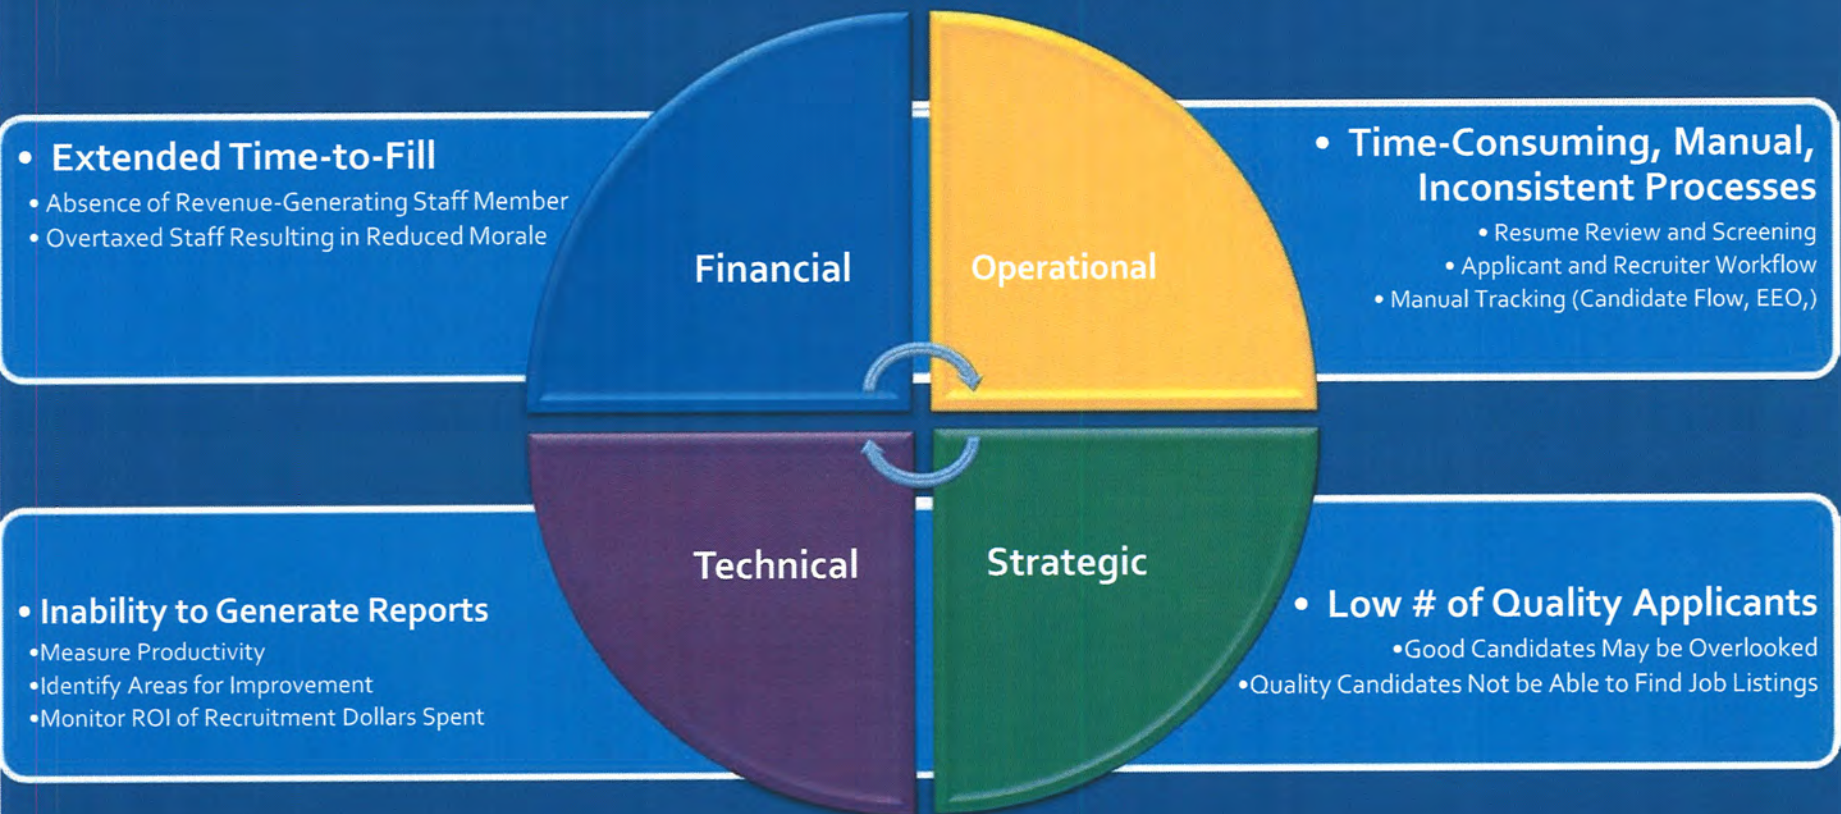 • Extended Time-to-Fill
• Absence of Revenue-Generating Staff Member
• Overtaxed Staff Resulting in Reduced Morale
Financial
Operational
• Time-Consuming, Manual,
Inconsistent Processes
• Resume Review and Screening
• Applicant and Recruiter Workflow
• Manual Tracking (Candidate Flow, EEO,)
• Inability to Generate Reports
•Measure Productivity
•Identify Areas for Improvement
•Monitor ROI of Recruitment Dollars Spent
Technical
Strategic
• Low # of Quality Applicants
•Good Candidates May be Overlooked
•Quality Candidates Not be Able to Find Job Listings